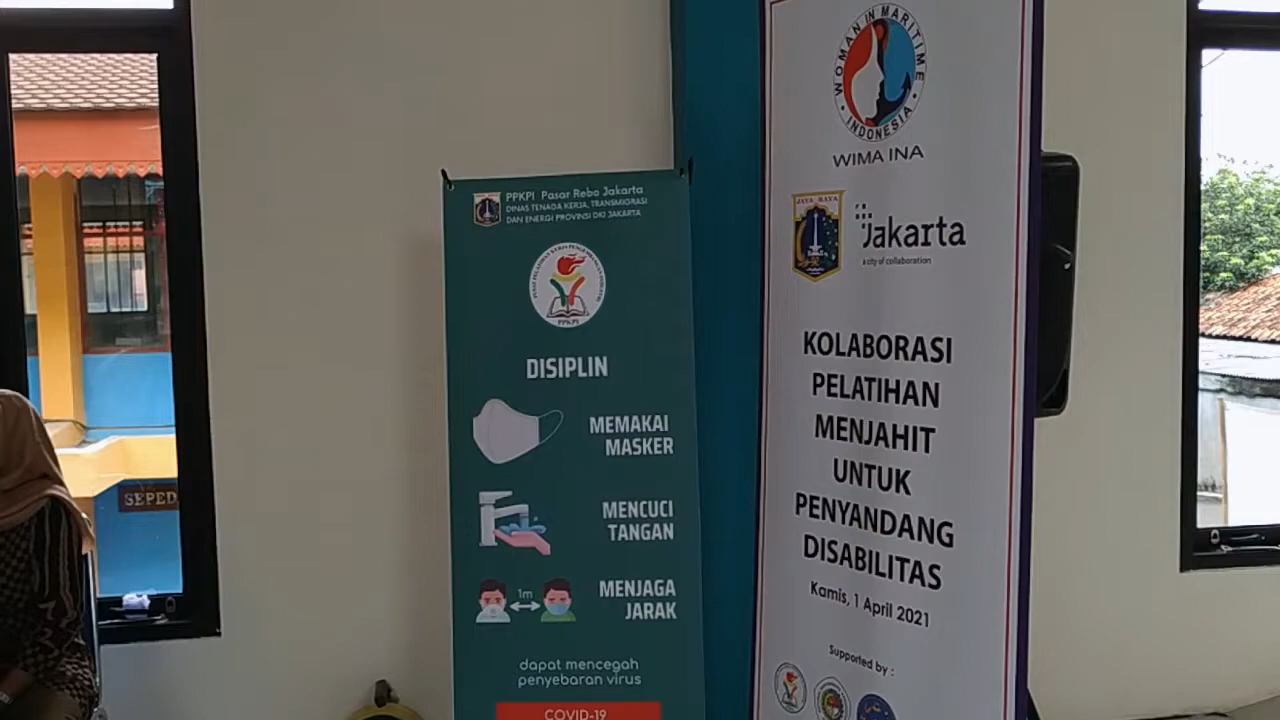 SEPED
PPKPI Pasar Rebo Jakarta
DINAS TENAGA KERJA, TRANSMIGRASI
DAN ENERGI PROVINSI DKI JAKARTA
PPKPI
DISIPLIN
MEMAKAI
MASKER
MENCUCI
TANGAN
1m
MENJAGA
JARAK
dapat mencegah
penyebaran virus
COVID-19
WOMAN IN MARITIME
INDONESIA
WIMA INA
JAYA RAYA
Jakarta
a city of collaboration
KOLABORASI
PELATIHAN
MENJAHIT
UNTUK
PENYANDANG
DISABILITAS
Kamis, 1 April 2021
Supported by :